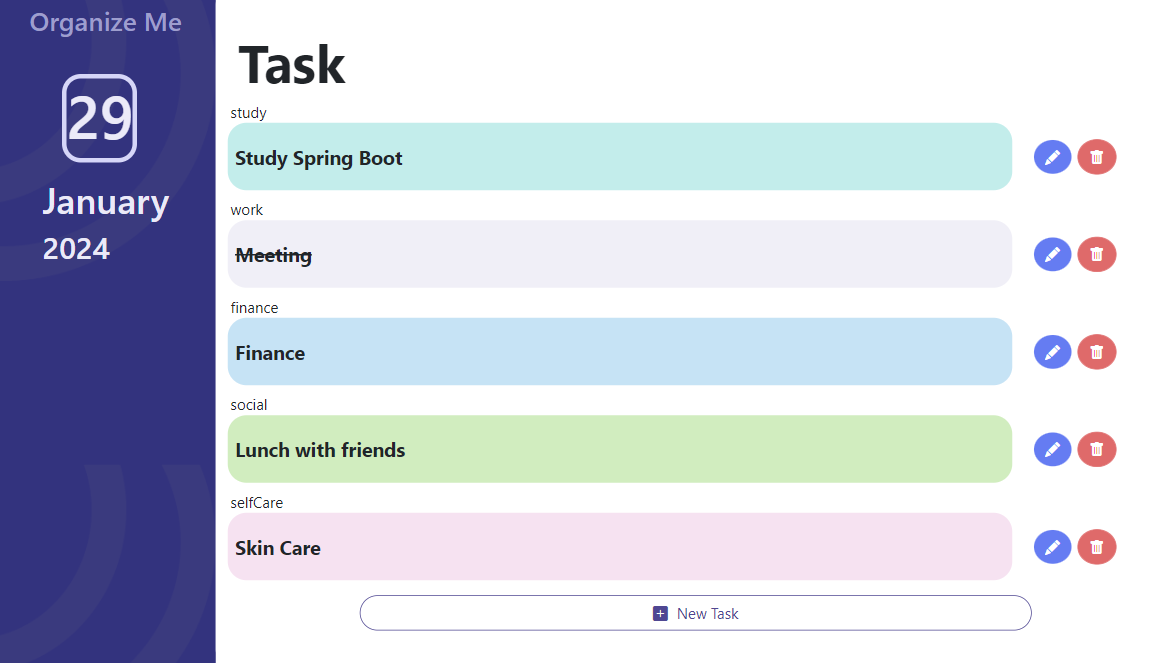 Organize Me
29
January
2024
Task
study
Study Spring Boot
work
Meeting
finance
Finance
social
Lunch with friends
selfCare
Skin Care
New Task